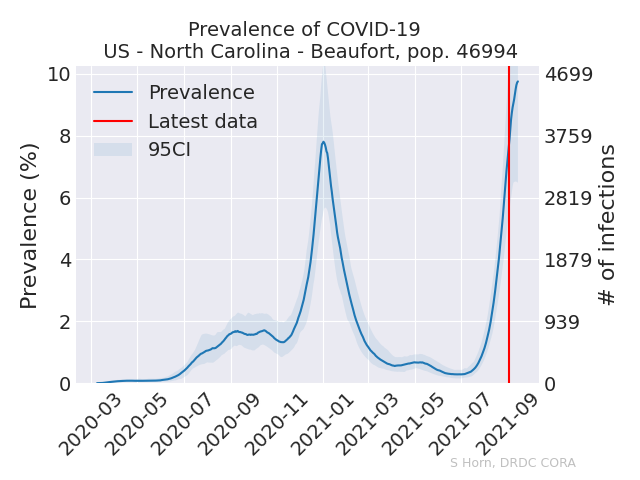 Prevalence of COVID-19
US - North Carolina - Beaufort, pop. 46994
Prevalence
Latest data
95CI
Prevalence (%)
10
8
6
4
2
0
4699
3759
2819
1879
939
0
# of infections
2020-03
2020-05
2020-07
2020-09
2020-11
2021-01
2021-03
2021-05
2021-07
2021-09
S Horn, DRDC CORA